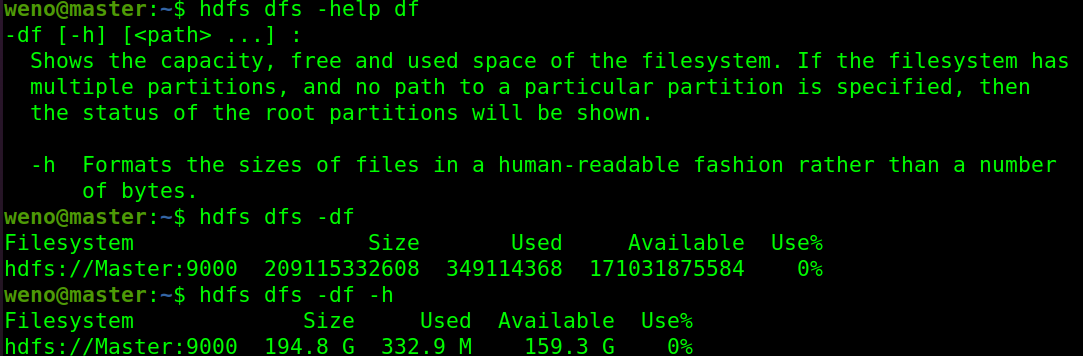 weno@master:~$ hdfs dfs -help df
-df [-h] [<path> ...] :
  Shows the capacity, free and used space of the filesystem. If the filesystem has
  multiple partitions, and no path to a particular partition is specified, then
  the status of the root partitions will be shown.

  -h  Formats the sizes of files in a human-readable fashion rather than a number
      of bytes.
weno@master:~$ hdfs dfs -df
Filesystem                  Size       Used     Available  Use%
hdfs://Master:9000  209115332608  349114368  171031875584    0%
weno@master:~$ hdfs dfs -df -h
Filesystem             Size     Used  Available  Use%
hdfs://Master:9000  194.8 G  332.9 M    159.3 G    0%